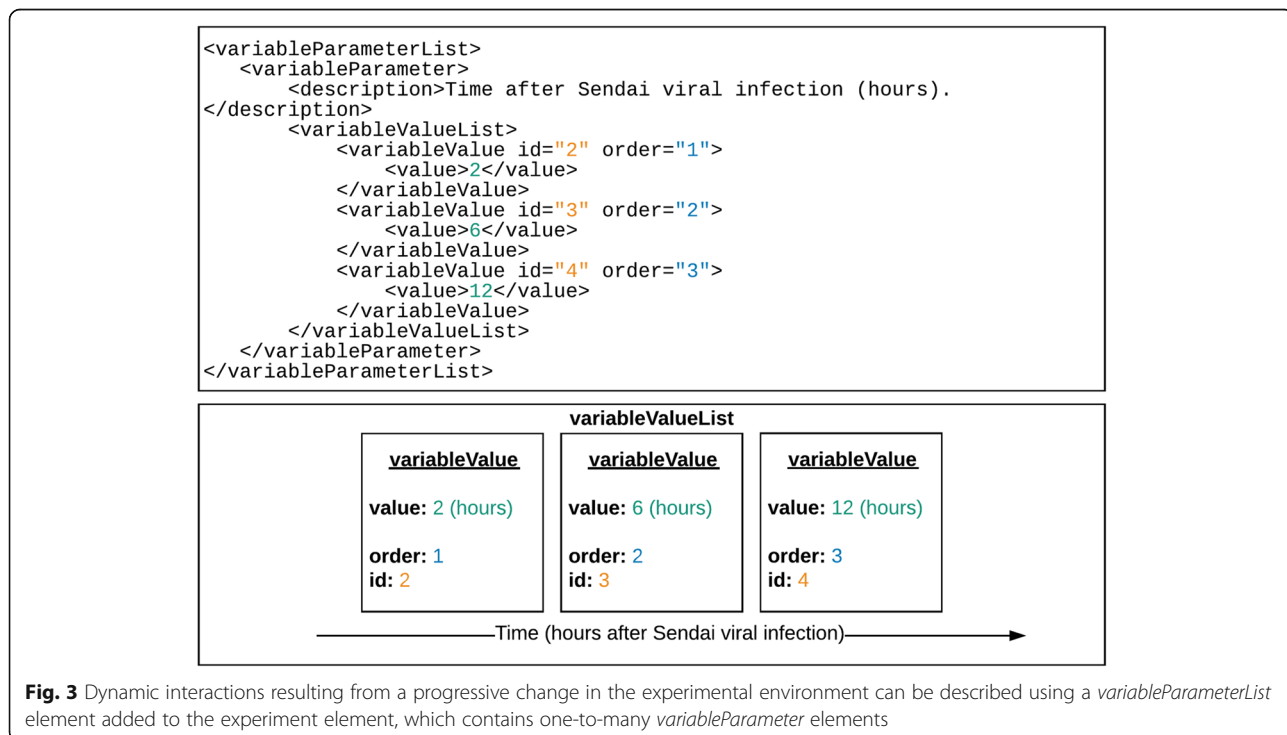 <variableParameterList>
   <variableParameter>
       <description>Time after Sendai viral infection (hours).
</description>
       <variableValueList>
           <variableValue id="2" order="1">
               <value>2</value>
           </variableValue>
           <variableValue id="3" order="2">
               <value>6</value>
           </variableValue>
           <variableValue id="4" order="3">
               <value>12</value>
           </variableValue>
       </variableValueList>
   </variableParameter>
</variableParameterList>
variableValueList
variableValue
value: 2 (hours)
order: 1
id: 2
variableValue
value: 6 (hours)
order: 2
id: 3
variableValue
value: 12 (hours)
order: 3
id: 4
Time (hours after Sendai viral infection)
Fig. 3 Dynamic interactions resulting from a progressive change in the experimental environment can be described using a variableParameterList
element added to the experiment element, which contains one-to-many variableParameter elements